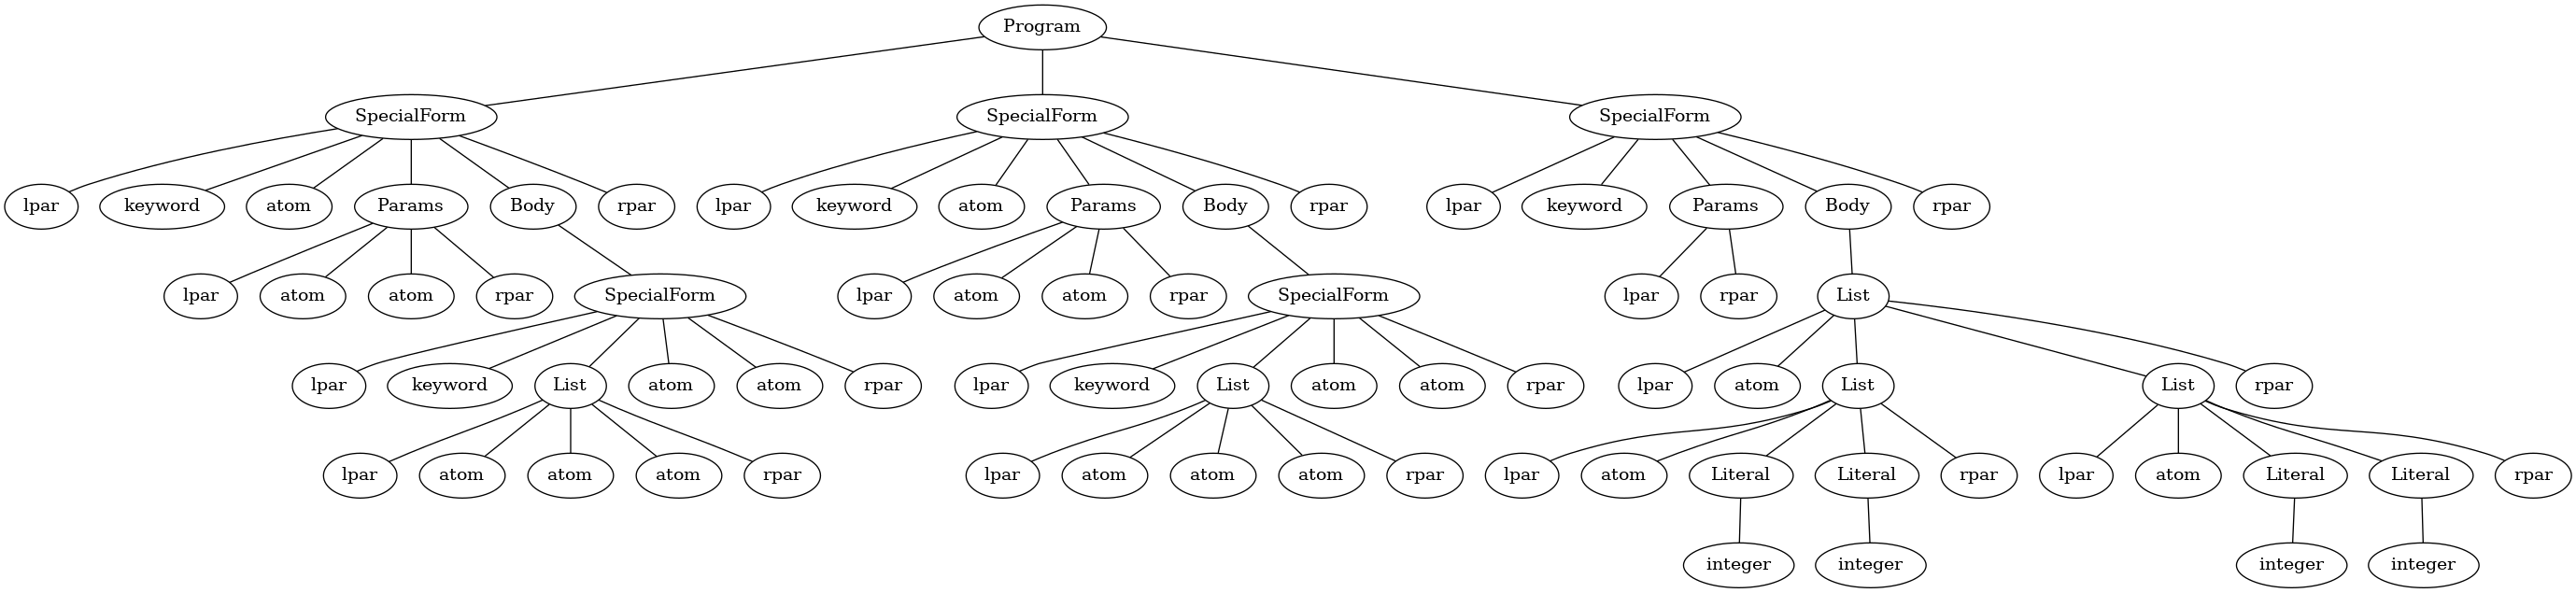 Program
SpecialForm SpecialForm SpecialForm
lpar keyword atom Params Body rpar lpar keyword atom Params Body rpar lpar keyword Params Body rpar
lpar atom atom rpar SpecialForm lpar atom atom rpar SpecialForm lpar rpar List
lpar keyword List atom atom rpar lpar keyword List atom atom rpar lpar atom List List rpar
lpar atom atom atom rpar lpar atom atom atom rpar lpar atom Literal Literal rpar lpar atom Literal Literal rpar
integer integer integer integer